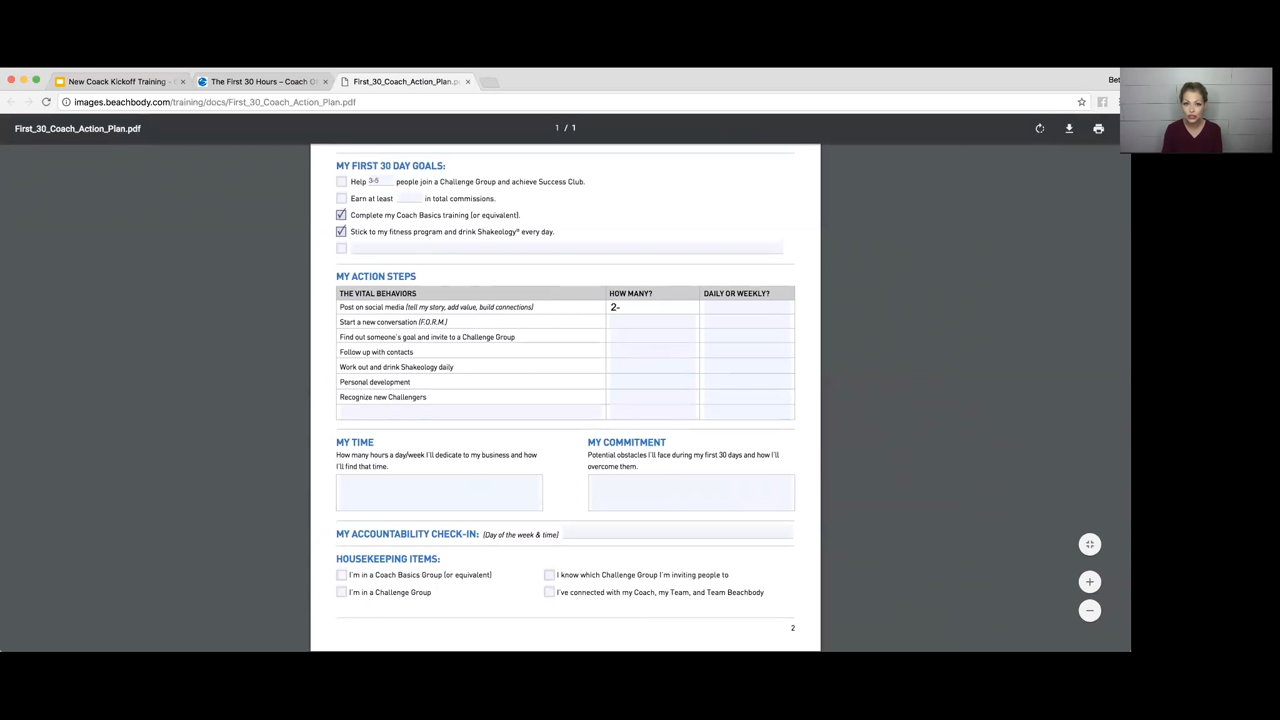 New Coack Kickoff Training - 
The First 30 Hours – Coach O
First_30_Coach_Action_Plan.p
Bet
images.beachbody.com/training/docs/First_30_Coach_Action_Plan.pdf
First_30_Coach_Action_Plan.pdf
1 / 1
MY FIRST 30 DAY GOALS:
Help 3-5 people join a Challenge Group and achieve Success Club.
Earn at least in total commissions.
Complete my Coach Basics training (or equivalent).
Stick to my fitness program and drink Shakeology® every day.
MY ACTION STEPS
THE VITAL BEHAVIORS HOW MANY? DAILY OR WEEKLY?
Post on social media (tell my story, add value, build connections) 2-
Start a new conversation (F.O.R.M.)
Find out someone's goal and invite to a Challenge Group
Follow up with contacts
Work out and drink Shakeology daily
Personal development
Recognize new Challengers
MY TIME
How many hours a day/week I'll dedicate to my business and how
I'll find that time.
MY COMMITMENT
Potential obstacles I'll face during my first 30 days and how I'll
overcome them.
MY ACCOUNTABILITY CHECK-IN: (Day of the week & time)
HOUSEKEEPING ITEMS:
I'm in a Coach Basics Group (or equivalent)
I know which Challenge Group I'm inviting people to
I'm in a Challenge Group
I've connected with my Coach, my Team, and Team Beachbody
2